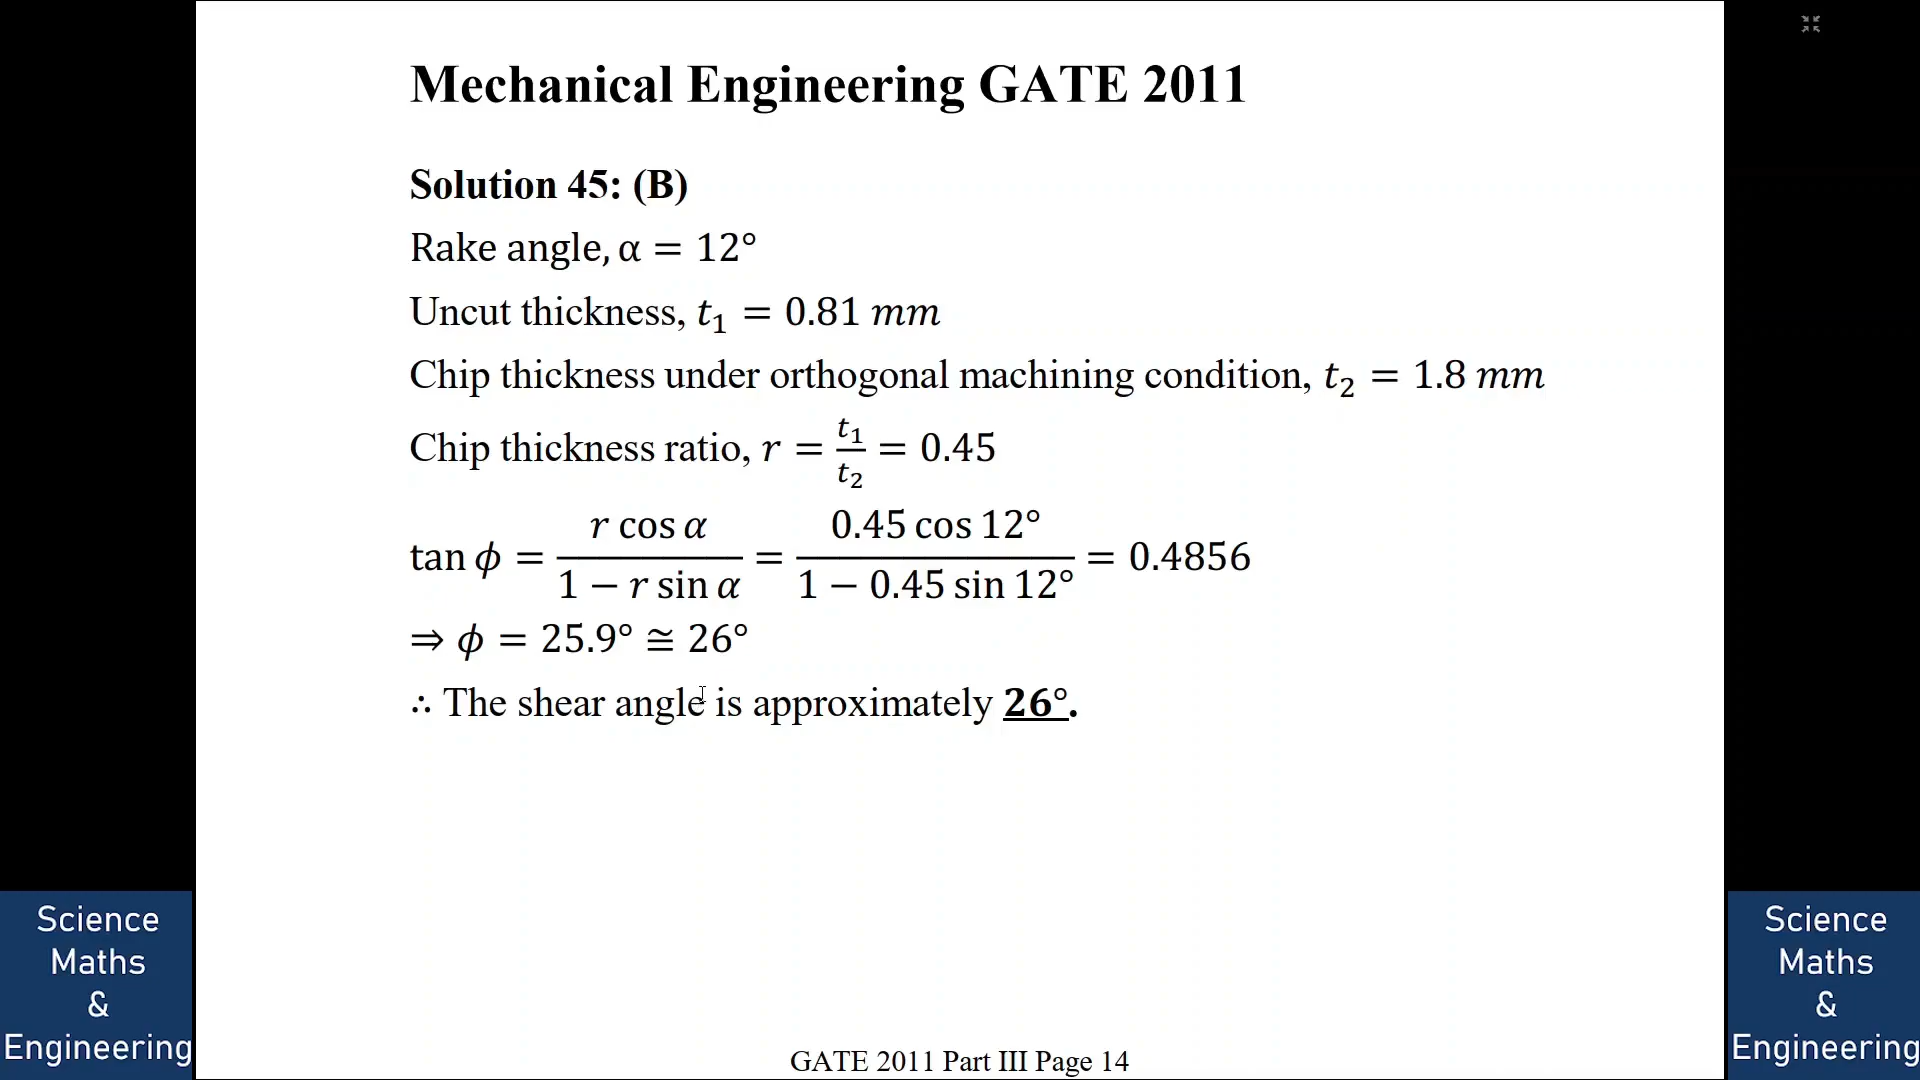 Mechanical Engineering GATE 2011
Solution 45: (B)
Rake angle, α = 12°
Uncut thickness, t₁ = 0.81 mm
Chip thickness under orthogonal machining condition, t₂ = 1.8 mm
Chip thickness ratio, r = t₁/t₂ = 0.45
tan ϕ = r cos α / 1 − r sin α = 0.45 cos 12° / 1 − 0.45 sin 12° = 0.4856
⇒ ϕ = 25.9° ≅ 26°
∴ The shear angle is approximately 26°.
Science
Maths
&
Engineering
Science
Maths
&
Engineering
GATE 2011 Part III Page 14